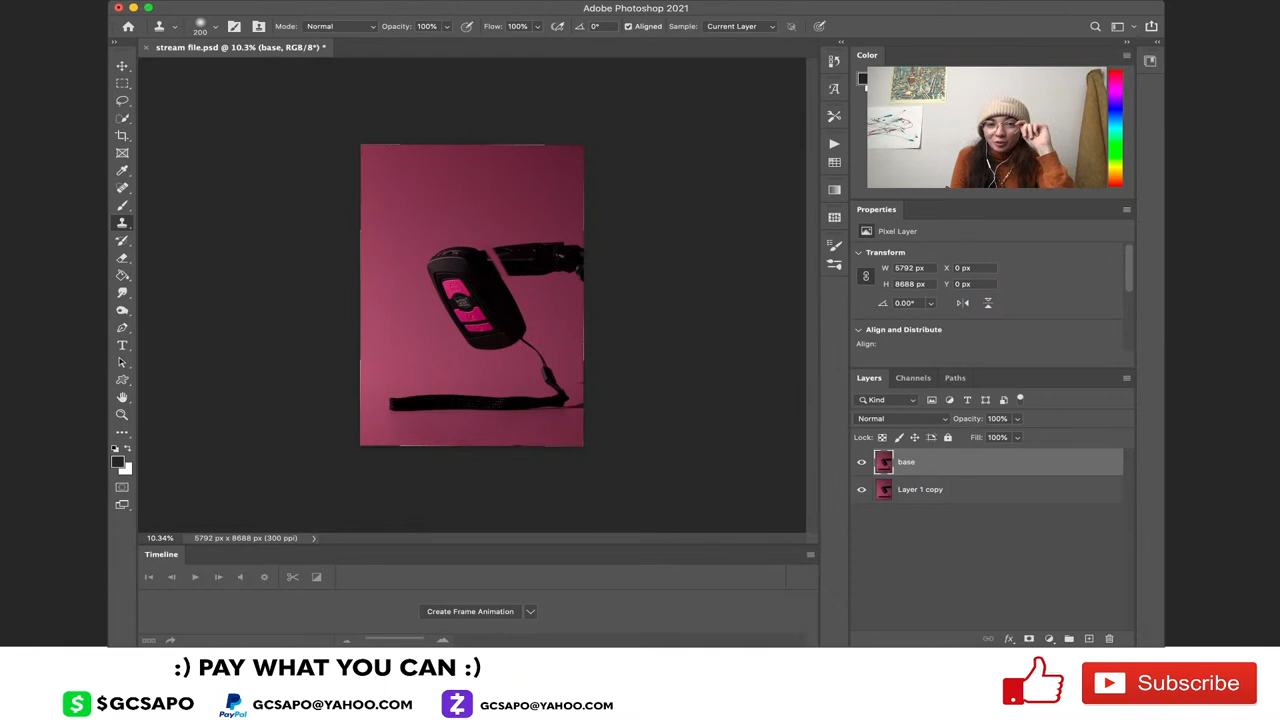 Adobe Photoshop 2021
200 Mode: Normal Opacity: 100% Flow: 100% 0° Aligned Sample: Current Layer
stream file.psd @ 10.3% (base, RGB/8*) *
Color
Properties
Pixel Layer
Transform
W 5792 px X 0 px
H 8688 px Y 0 px
0.00°
Align and Distribute
Align:
Layers Channels Paths
Kind
Normal Opacity: 100%
Lock: Fill: 100%
base
Layer 1 copy
10.34% 5792 px x 8688 px (300 ppi)
Timeline
Create Frame Animation
fx
:) PAY WHAT YOU CAN :)
$GCSAPO PayPal GCSAPO@YAHOO.COM GCSAPO@YAHOO.COM
Subscribe